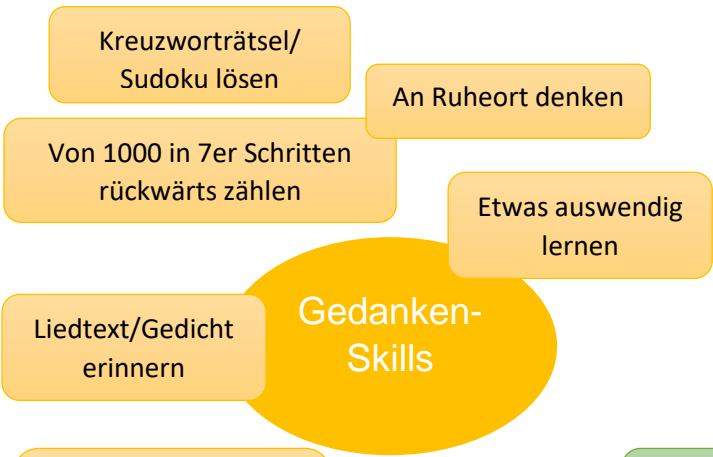 Kreuzworträtsel/
Sudoku lösen
An Ruheort denken
Von 1000 in 7er Schritten
rückwärts zählen
Etwas auswendig
lernen
Gedanken-
Skills
Liedtext/Gedicht
erinnern